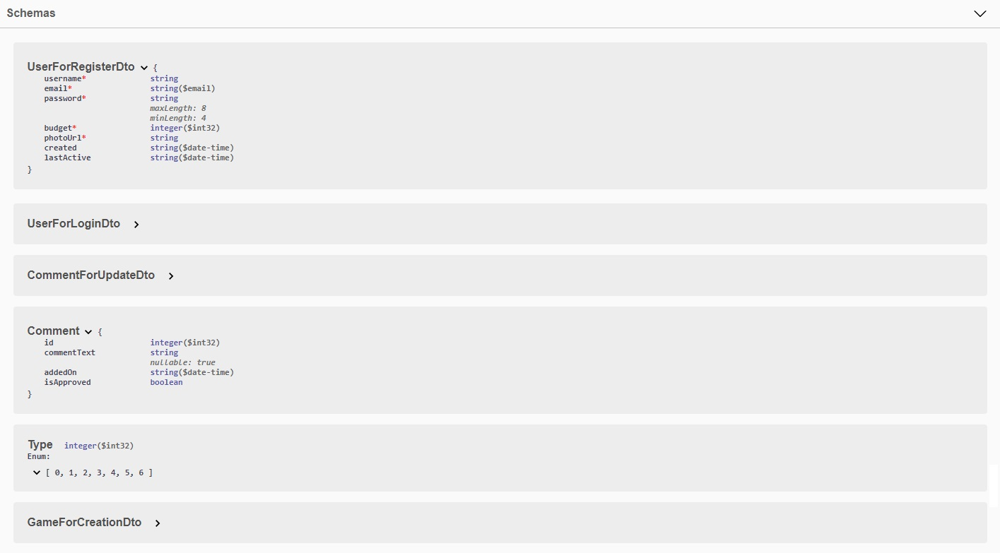 Schemas
UserForRegisterDto {
username* string
email* string($email)
password* string
maxLength: 8
minLength: 4
budget* integer($int32)
photoUrl* string
created string($date-time)
lastActive string($date-time)
}
UserForLoginDto
CommentForUpdateDto
Comment {
id integer($int32)
commentText string
nullable: true
addedOn string($date-time)
isApproved boolean
}
Type integer($int32)
Enum:
[ 0, 1, 2, 3, 4, 5, 6 ]
GameForCreationDto